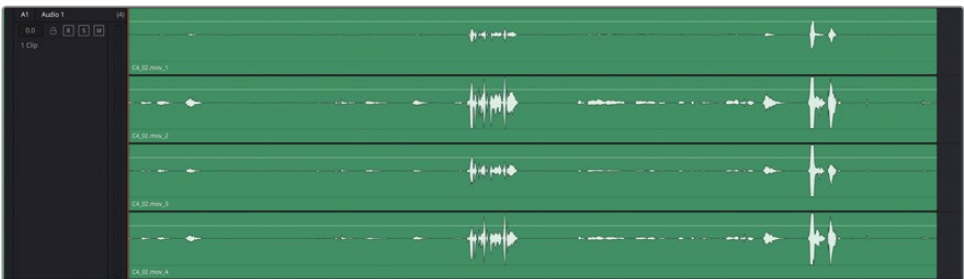 A1 Audio 1 (4)
0.0 R S M
1 Clip
C4_02.mov_1
C4_02.mov_2
C4_02.mov_3
C4_02.mov_4